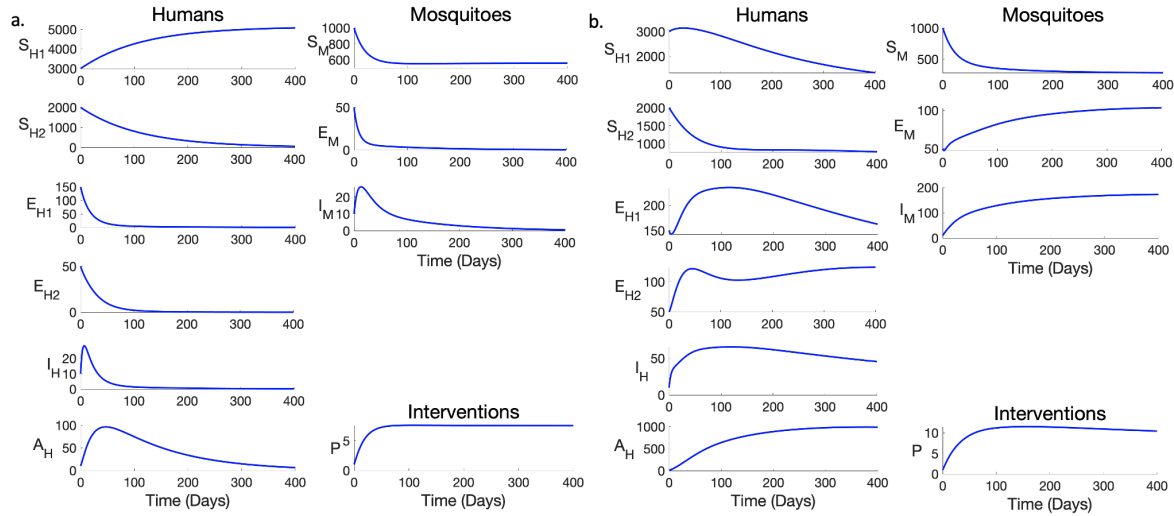 a.
Humans
Mosquitoes
S_H1
5000
4000
3000
0 100 200 300 400
S_M
1000
800
600
0 100 200 300 400
S_H2
2000
1000
0
0 100 200 300 400
E_M
50
0
0 100 200 300 400
E_H1
150
100
50
0
0 100 200 300 400
I_M
20
10
0
0 100 200 300 400
Time (Days)
E_H2
50
0
0 100 200 300 400
I_H
20
10
0
0 100 200 300 400
A_H
100
50
0
0 100 200 300 400
Time (Days)
Interventions
P
5
0
0 100 200 300 400
Time (Days)
b.
Humans
Mosquitoes
S_H1
3000
2000
0 100 200 300 400
S_M
1000
500
0 100 200 300 400
S_H2
2000
1500
1000
0 100 200 300 400
E_M
100
50
0 100 200 300 400
E_H1
200
150
0 100 200 300 400
I_M
200
100
0
0 100 200 300 400
Time (Days)
E_H2
100
50
0 100 200 300 400
I_H
50
0
0 100 200 300 400
A_H
1000
500
0
0 100 200 300 400
Time (Days)
Interventions
P
10
5
0
0 100 200 300 400
Time (Days)